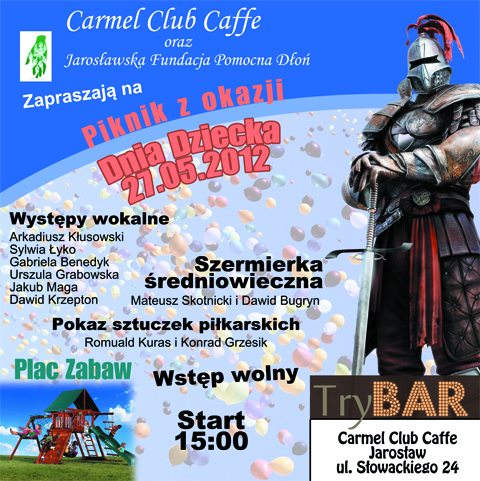 Carmel Club Caffe
oraz
Jarosławska Fundacja Pomocna Dłoń
Zapraszają na
Piknik z okazji
Dnia Dziecka
27.05.2012
Występy wokalne
Arkadiusz Kłusowski
Sylwia Łyko
Gabriela Benedyk
Urszula Grabowska
Jakub Maga
Dawid Krzepton
Szermierka
średniowieczna
Mateusz Skotnicki i Dawid Bugryn
Pokaz sztuczek piłkarskich
Romuald Kuras i Konrad Grzesik
Plac Zabaw
Wstęp wolny
Start
15:00
TryBAR
Carmel Club Caffe
Jarosław
ul. Słowackiego 24